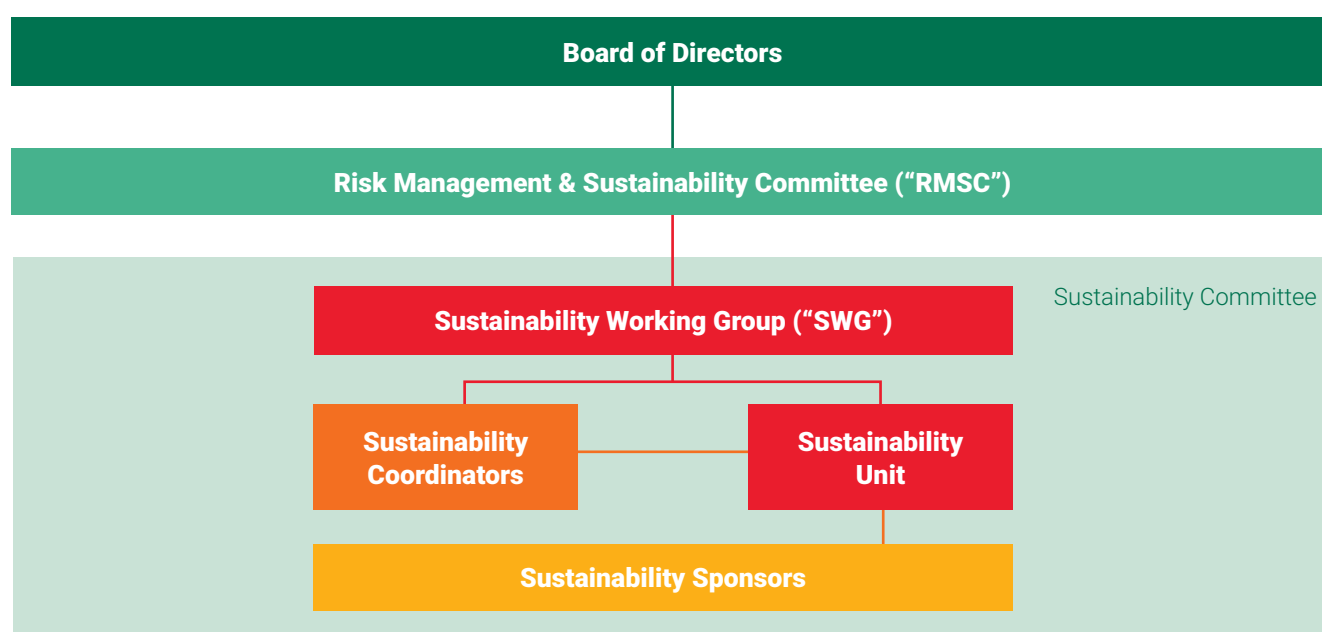 Board of Directors
Risk Management & Sustainability Committee (“RMSC”)
Sustainability Committee
Sustainability Working Group (“SWG”)
Sustainability
Coordinators
Sustainability
Unit
Sustainability Sponsors